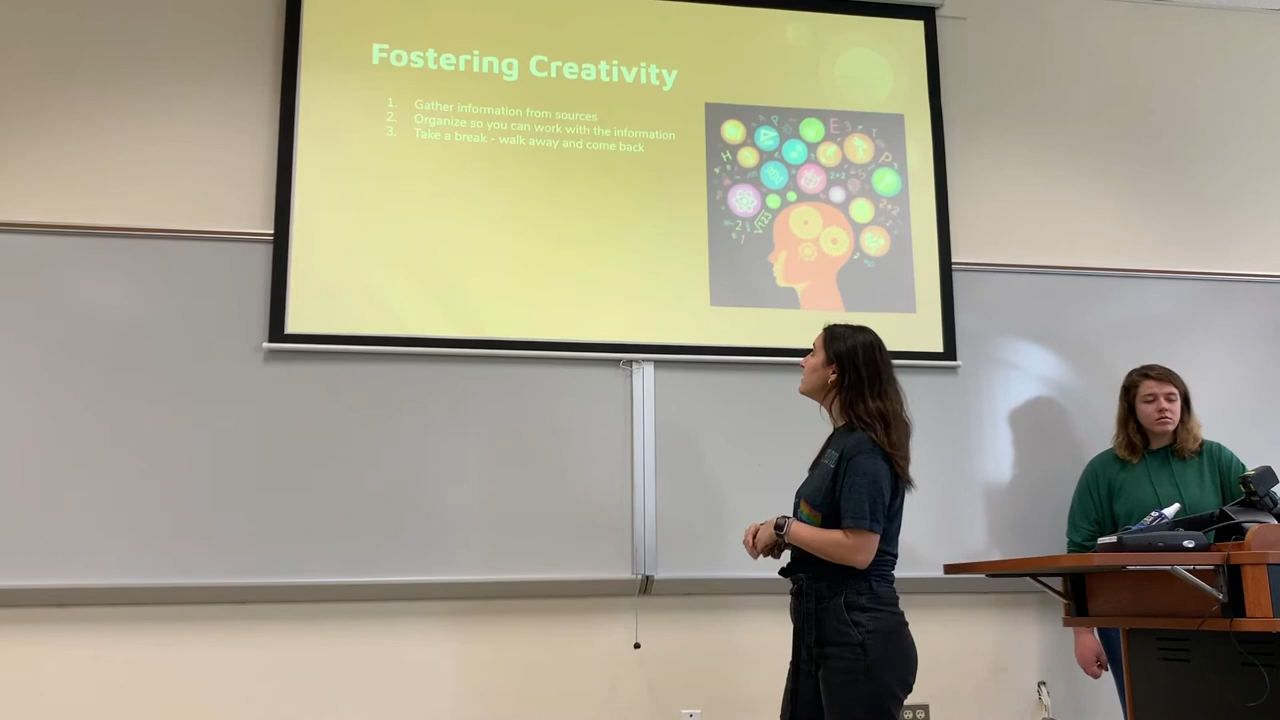 Fostering Creativity
1. Gather information from sources
2. Organize so you can work with the information
3. Take a break - walk away and come back